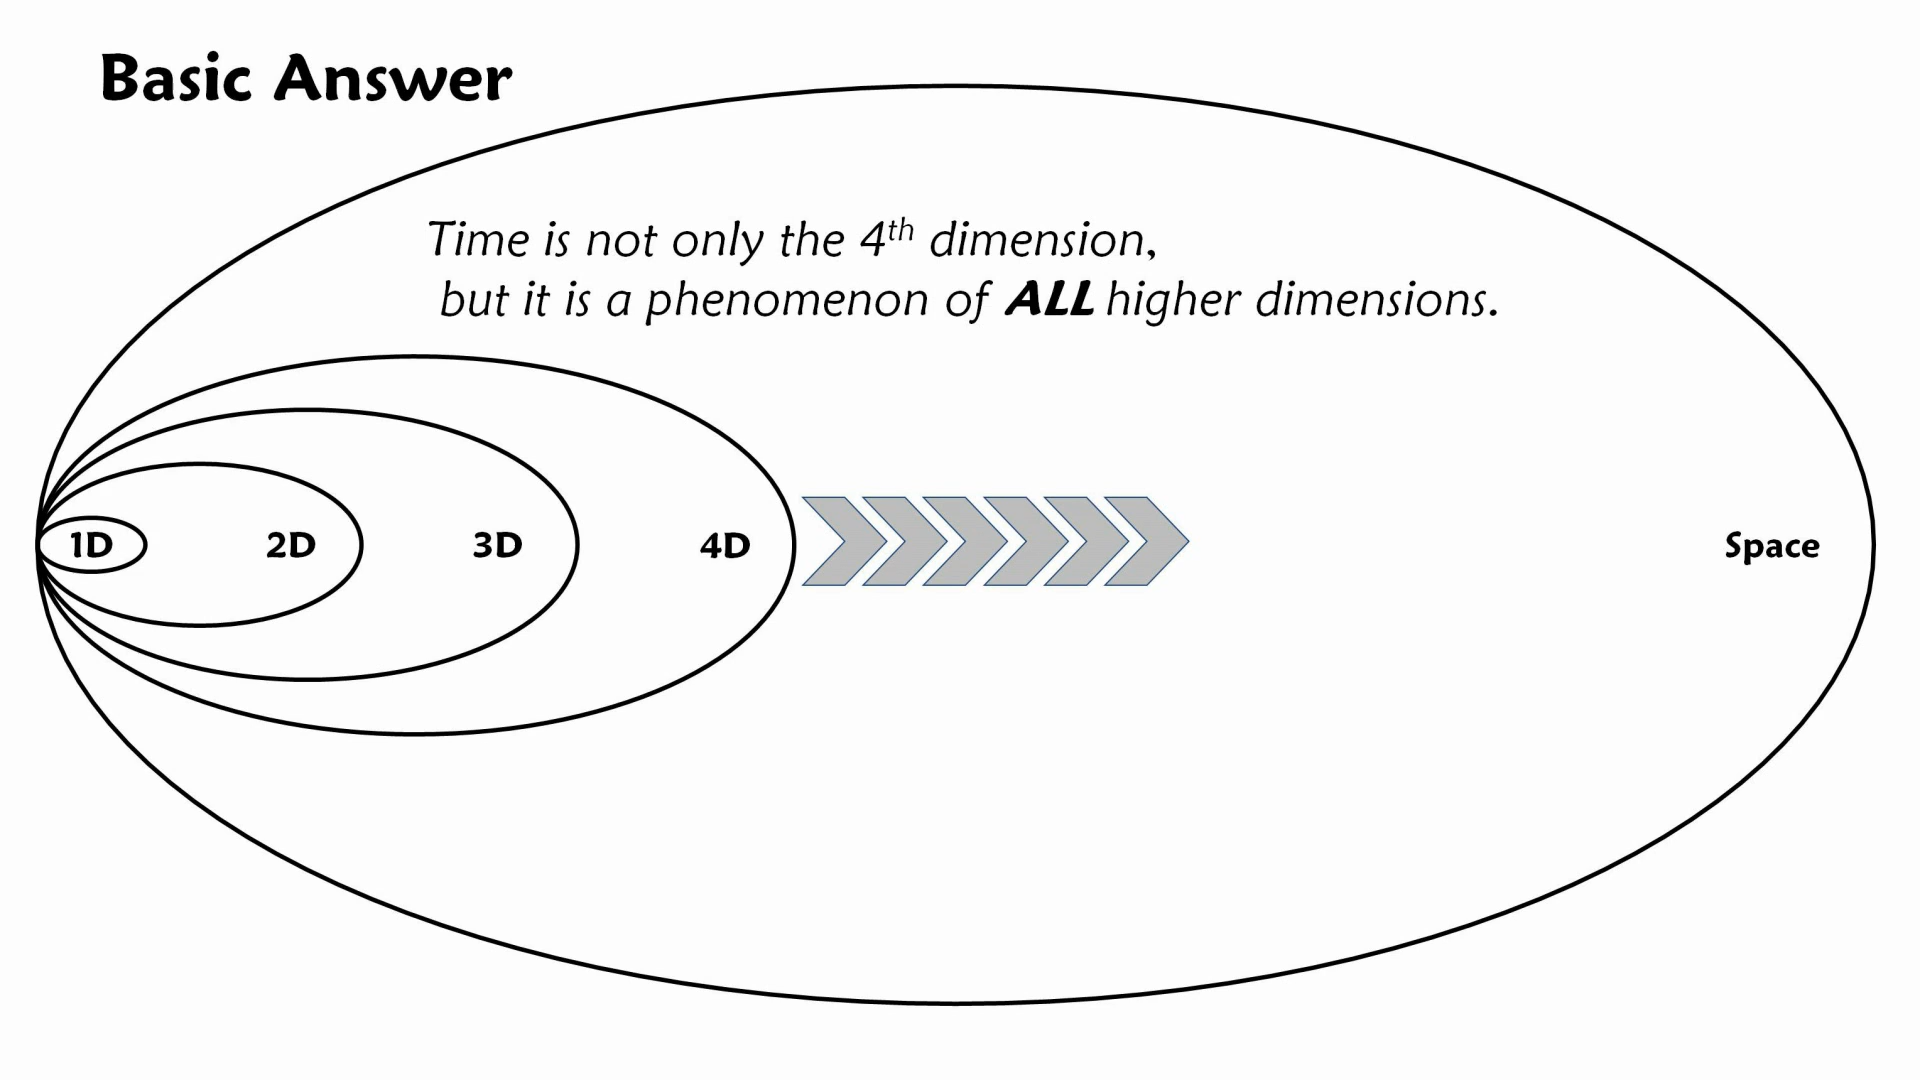 Basic Answer
Time is not only the 4th dimension,
but it is a phenomenon of ALL higher dimensions.
1D 2D 3D 4D Space